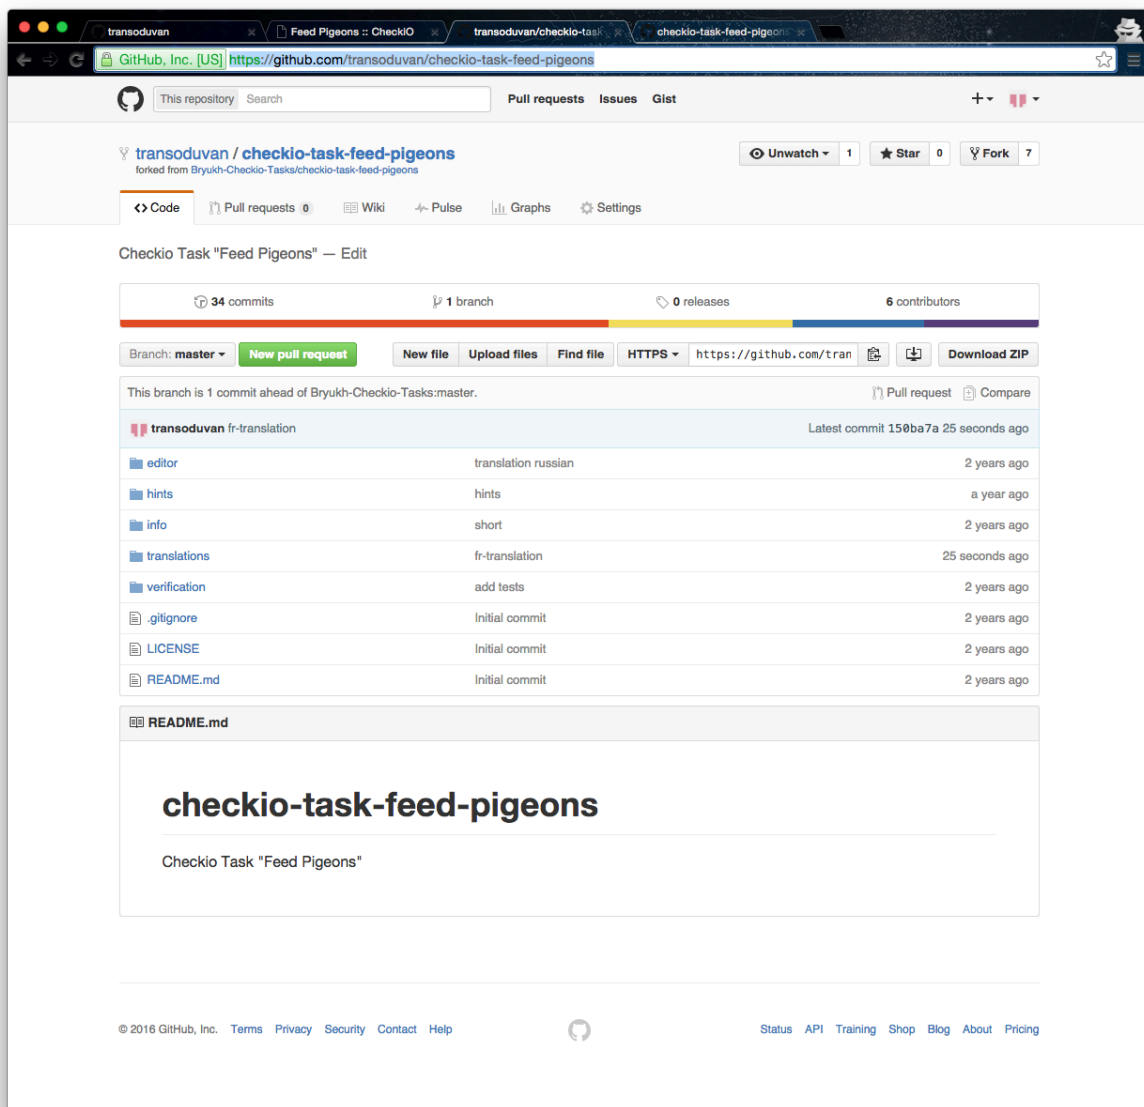 transoduvan Feed Pigeons :: CheckiO transoduvan/checkio-task checkio-task-feed-pigeons
GitHub, Inc. [US] https://github.com/transoduvan/checkio-task-feed-pigeons
This repository Search Pull requests Issues Gist
transoduvan / checkio-task-feed-pigeons Unwatch 1 Star 0 Fork 7
forked from Bryukh-Checkio-Tasks/checkio-task-feed-pigeons
Code Pull requests 0 Wiki Pulse Graphs Settings
Checkio Task "Feed Pigeons" — Edit
34 commits 1 branch 0 releases 6 contributors
Branch: master New pull request New file Upload files Find file HTTPS https://github.com/tran Download ZIP
This branch is 1 commit ahead of Bryukh-Checkio-Tasks:master. Pull request Compare
transoduvan fr-translation Latest commit 150ba7a 25 seconds ago
editor translation russian 2 years ago
hints hints a year ago
info short 2 years ago
translations fr-translation 25 seconds ago
verification add tests 2 years ago
.gitignore Initial commit 2 years ago
LICENSE Initial commit 2 years ago
README.md Initial commit 2 years ago
README.md
checkio-task-feed-pigeons
Checkio Task "Feed Pigeons"
© 2016 GitHub, Inc. Terms Privacy Security Contact Help Status API Training Shop Blog About Pricing